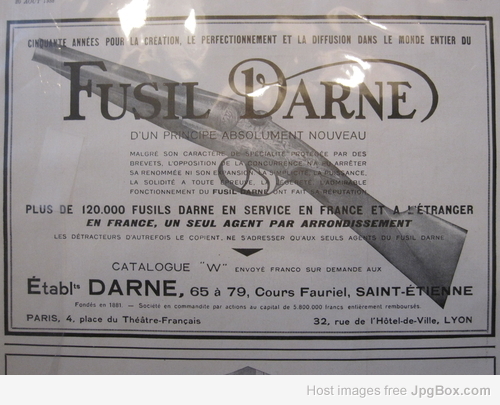 CINQUANTE ANNÉES POUR LA CRÉATION, LE PERFECTIONNEMENT ET LA DIFFUSION DANS LE MONDE ENTIER DU
FUSIL DARNE
D'UN PRINCIPE ABSOLUMENT NOUVEAU
MALGRÉ SON CARACTÈRE DE SPÉCIALITÉ PROTÉGÉE PAR DES
BREVETS, L'OPPOSITION DE LA CONCURRENCE N'A PU ARRÊTER
SA RENOMMÉE NI SON EXPANSION. LA SIMPLICITÉ, LA PUISSANCE,
LA SOLIDITÉ A TOUTE ÉPREUVE, LA ADMIRABLE
FONCTIONNEMENT DU FUSIL DARNE ONT FAIT SA RÉPUTATION
PLUS DE 120.000 FUSILS DARNE EN SERVICE EN FRANCE ET A L'ÉTRANGER
EN FRANCE, UN SEUL AGENT PAR ARRONDISSEMENT
LES DÉTRACTEURS D'AUTREFOIS LE COPIENT, NE S'ADRESSER QU'AUX SEULS AGENTS DU FUSIL DARNE
CATALOGUE "W" ENVOYÉ FRANCO SUR DEMANDE AUX
Établts DARNE, 65 à 79, Cours Fauriel, SAINT-ÉTIENNE
Fondés en 1881 — Société en commandite par actions au capital de 5.800.000 francs entièrement remboursés.
PARIS, 4, place du Théâtre-Français 32, rue de l'Hôtel-de-Ville, LYON
Host images free JpgBox.com